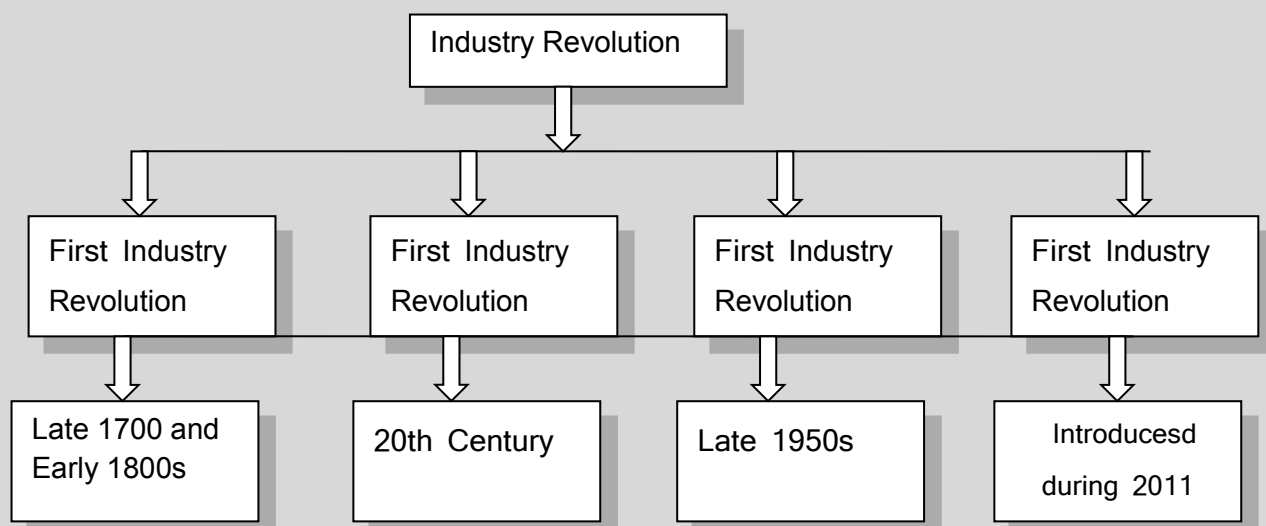 Industry Revolution
First Industry
Revolution
First Industry
Revolution
First Industry
Revolution
First Industry
Revolution
Late 1700 and
Early 1800s
20th Century
Late 1950s
Introducesd
during 2011